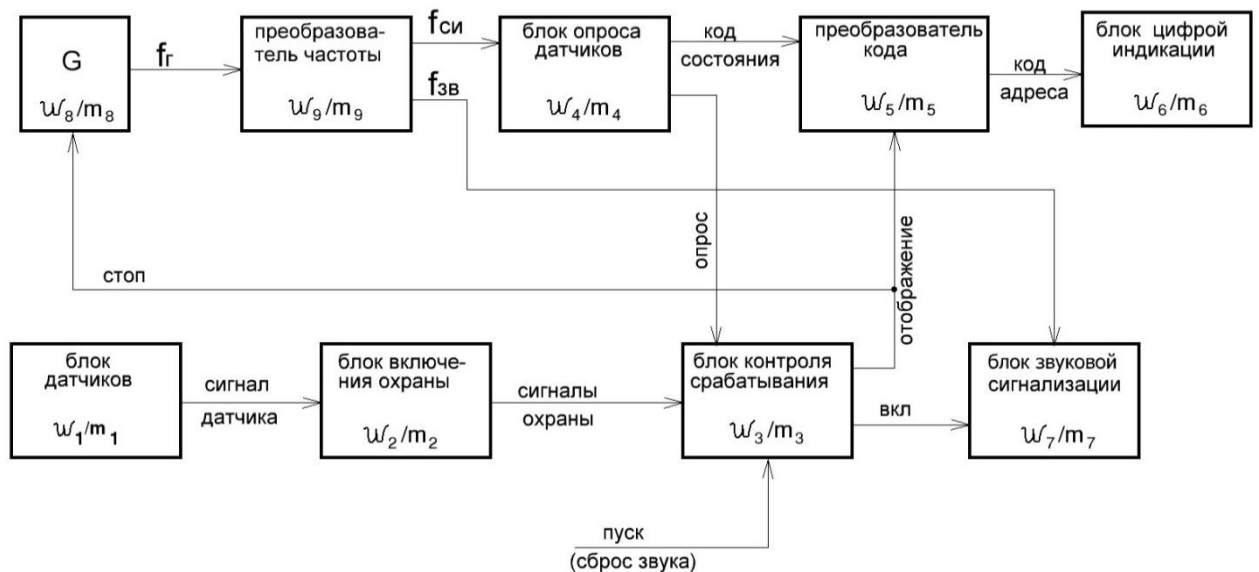 G
𝓌₈/m₈
fг
преобразова-
тель частоты
𝓌₉/m₉
fси
fзв
блок опроса
датчиков
𝓌₄/m₄
код
состояния
преобразователь
кода
𝓌₅/m₅
код
адреса
блок цифрой
индикации
𝓌₆/m₆
стоп
опрос
отображение
блок
датчиков
𝓌₁/m₁
сигнал
датчика
блок включе-
ния охраны
𝓌₂/m₂
сигналы
охраны
блок контроля
срабатывания
𝓌₃/m₃
вкл
блок звуковой
сигнализации
𝓌₇/m₇
пуск
(сброс звука)